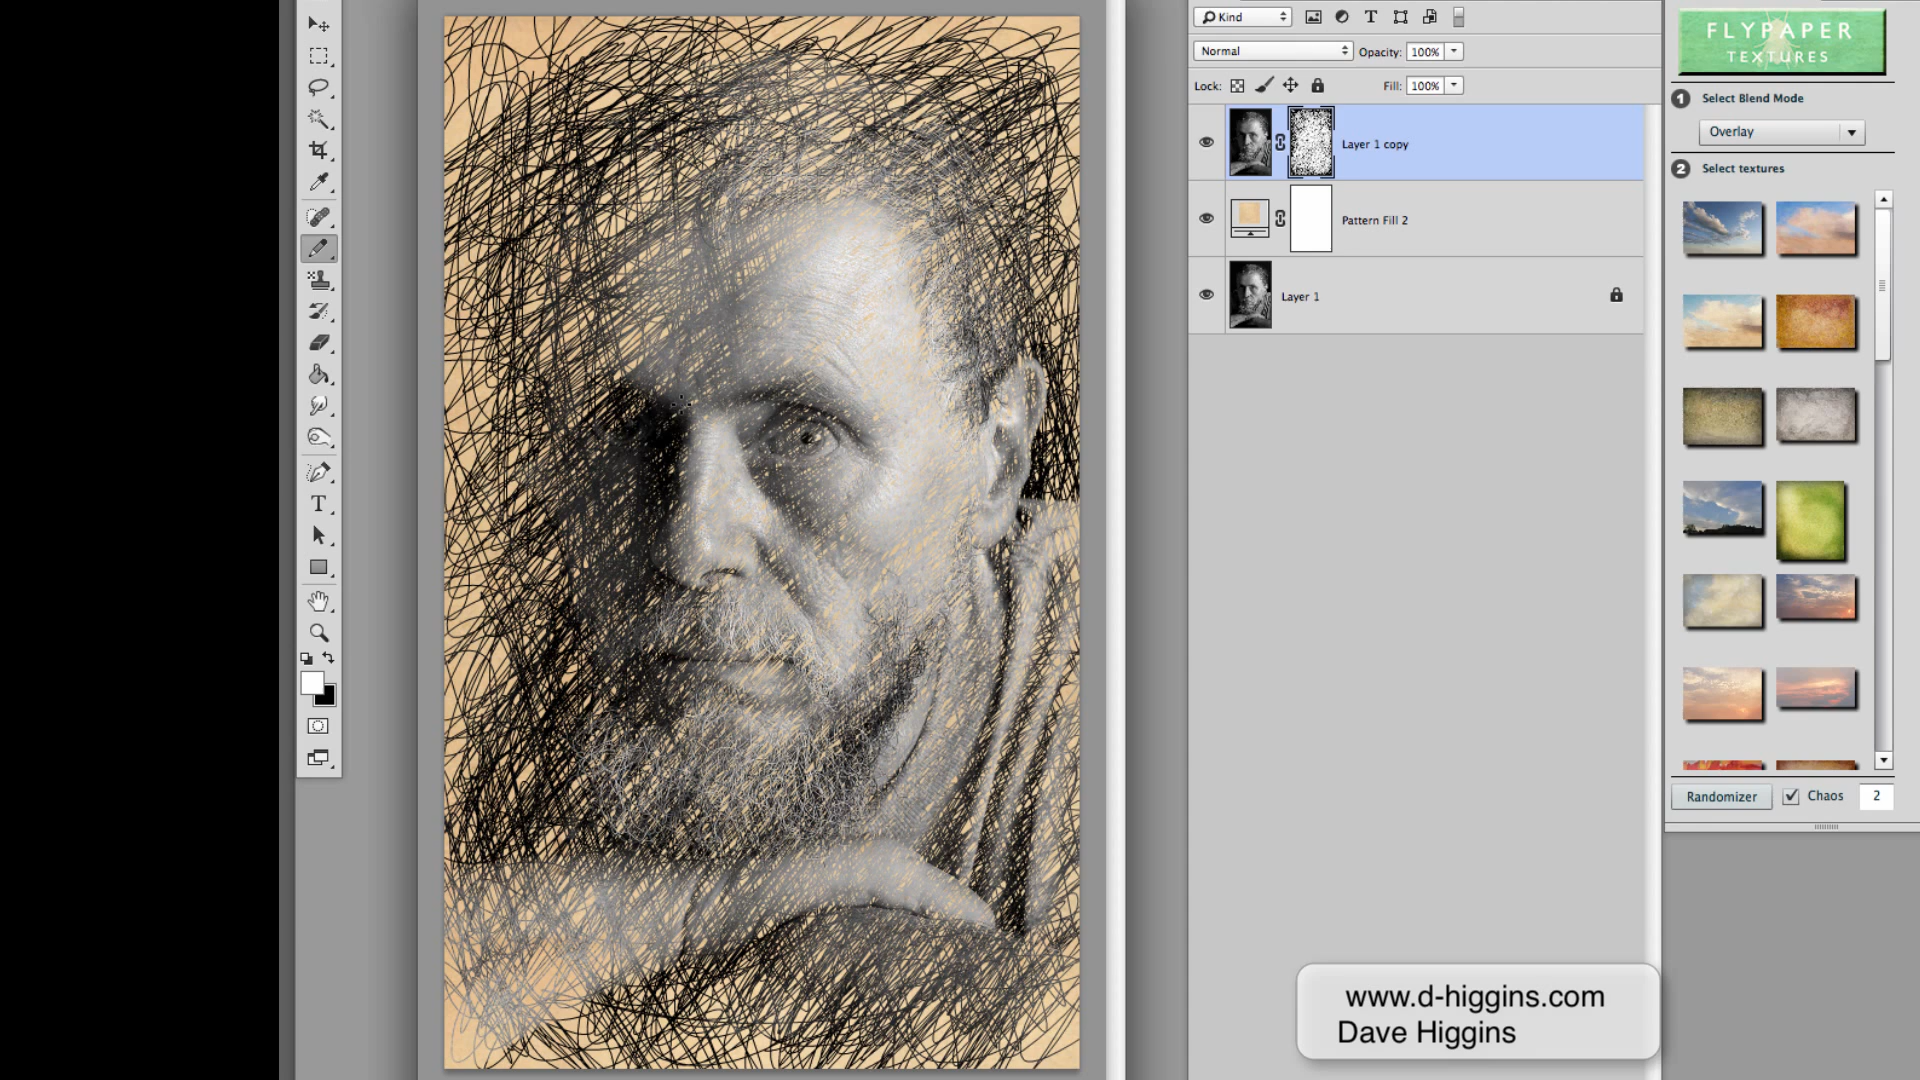 Kind
Normal
Opacity: 100%
Lock:
Fill: 100%
Layer 1 copy
Pattern Fill 2
Layer 1
FLYPAPER
TEXTURES
1 Select Blend Mode
Overlay
2 Select textures
Randomizer
Chaos
2
www.d-higgins.com
Dave Higgins